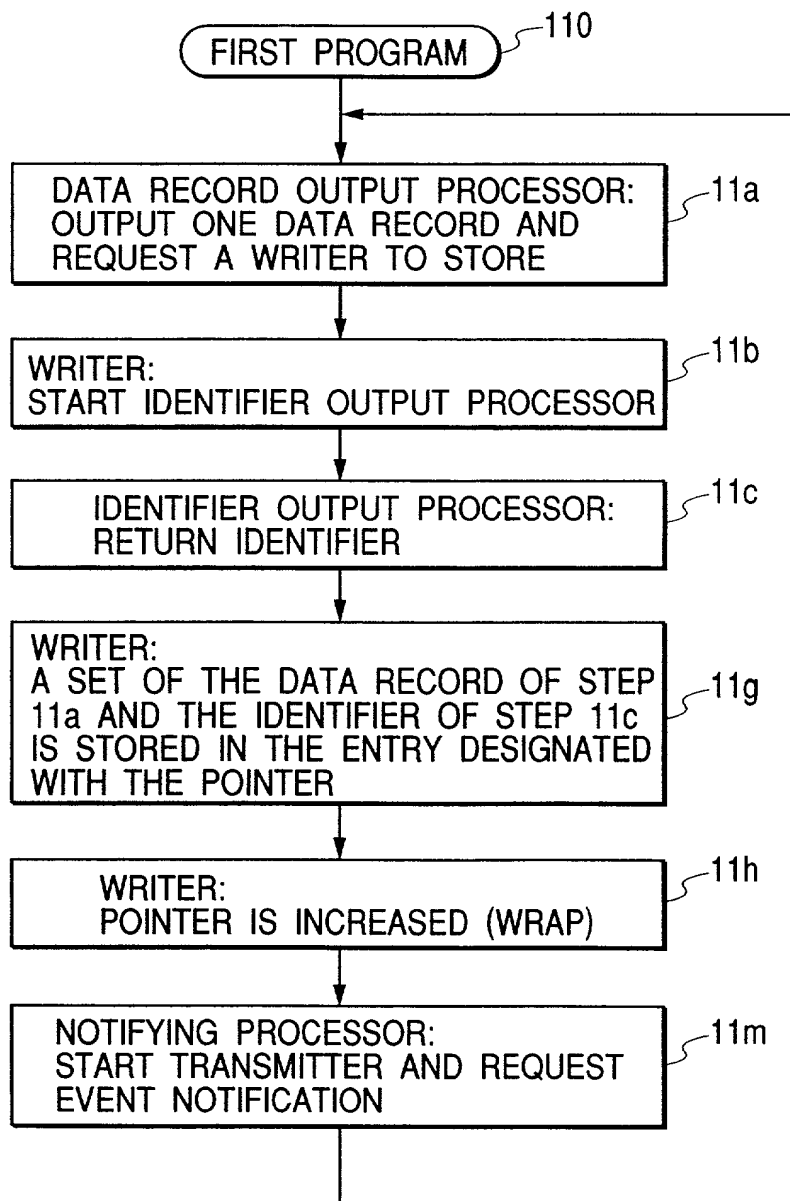 110
FIRST PROGRAM
DATA RECORD OUTPUT PROCESSOR:
OUTPUT ONE DATA RECORD AND
REQUEST A WRITER TO STORE
11a
WRITER:
START IDENTIFIER OUTPUT PROCESSOR
11b
IDENTIFIER OUTPUT PROCESSOR:
RETURN IDENTIFIER
11c
WRITER:
A SET OF THE DATA RECORD OF STEP
11a AND THE IDENTIFIER OF STEP 11c
IS STORED IN THE ENTRY DESIGNATED
WITH THE POINTER
11g
WRITER:
POINTER IS INCREASED (WRAP)
11h
NOTIFYING PROCESSOR:
START TRANSMITTER AND REQUEST
EVENT NOTIFICATION
11m